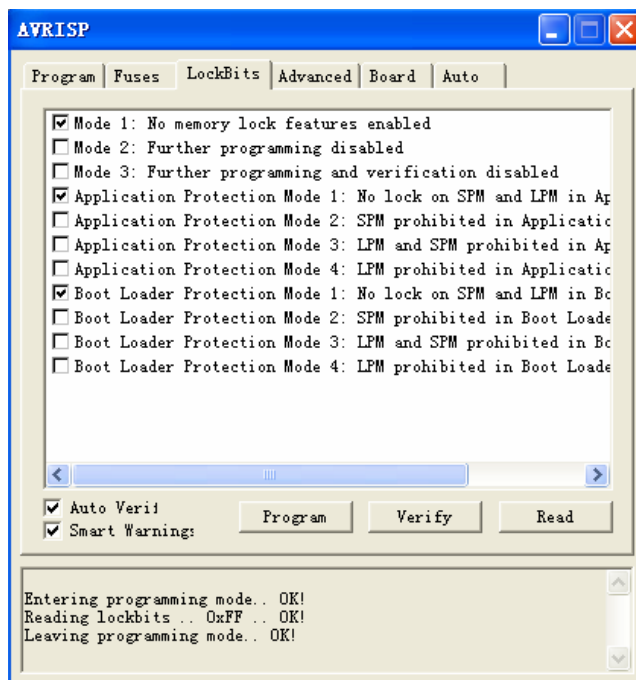 AVRISP
Program Fuses LockBits Advanced Board Auto
Mode 1: No memory lock features enabled
Mode 2: Further programming disabled
Mode 3: Further programming and verification disabled
Application Protection Mode 1: No lock on SPM and LPM in Ap
Application Protection Mode 2: SPM prohibited in Applicatic
Application Protection Mode 3: LPM and SPM prohibited in Ap
Application Protection Mode 4: LPM prohibited in Applicatic
Boot Loader Protection Mode 1: No lock on SPM and LPM in Bo
Boot Loader Protection Mode 2: SPM prohibited in Boot Loade
Boot Loader Protection Mode 3: LPM and SPM prohibited in Bo
Boot Loader Protection Mode 4: LPM prohibited in Boot Loade
Auto Verif
Smart Warnings
Program Verify Read
Entering programming mode.. OK!
Reading lockbits .. 0xFF .. OK!
Leaving programming mode.. OK!